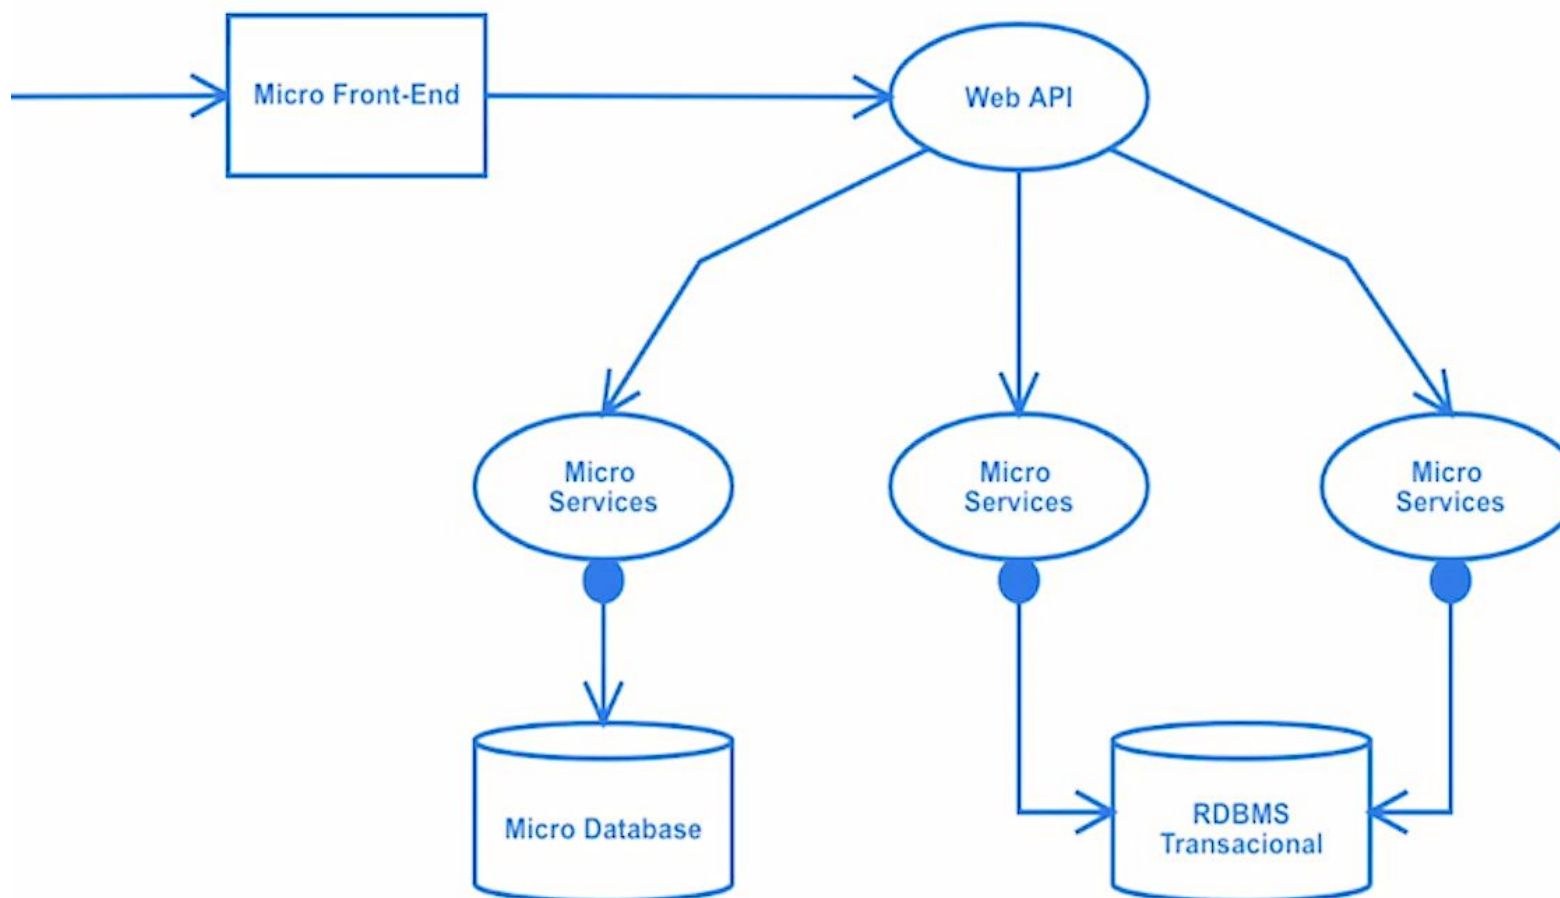 Micro Front-End
Web API
Micro
Services
Micro
Services
Micro
Services
Micro Database
RDBMS
Transacional